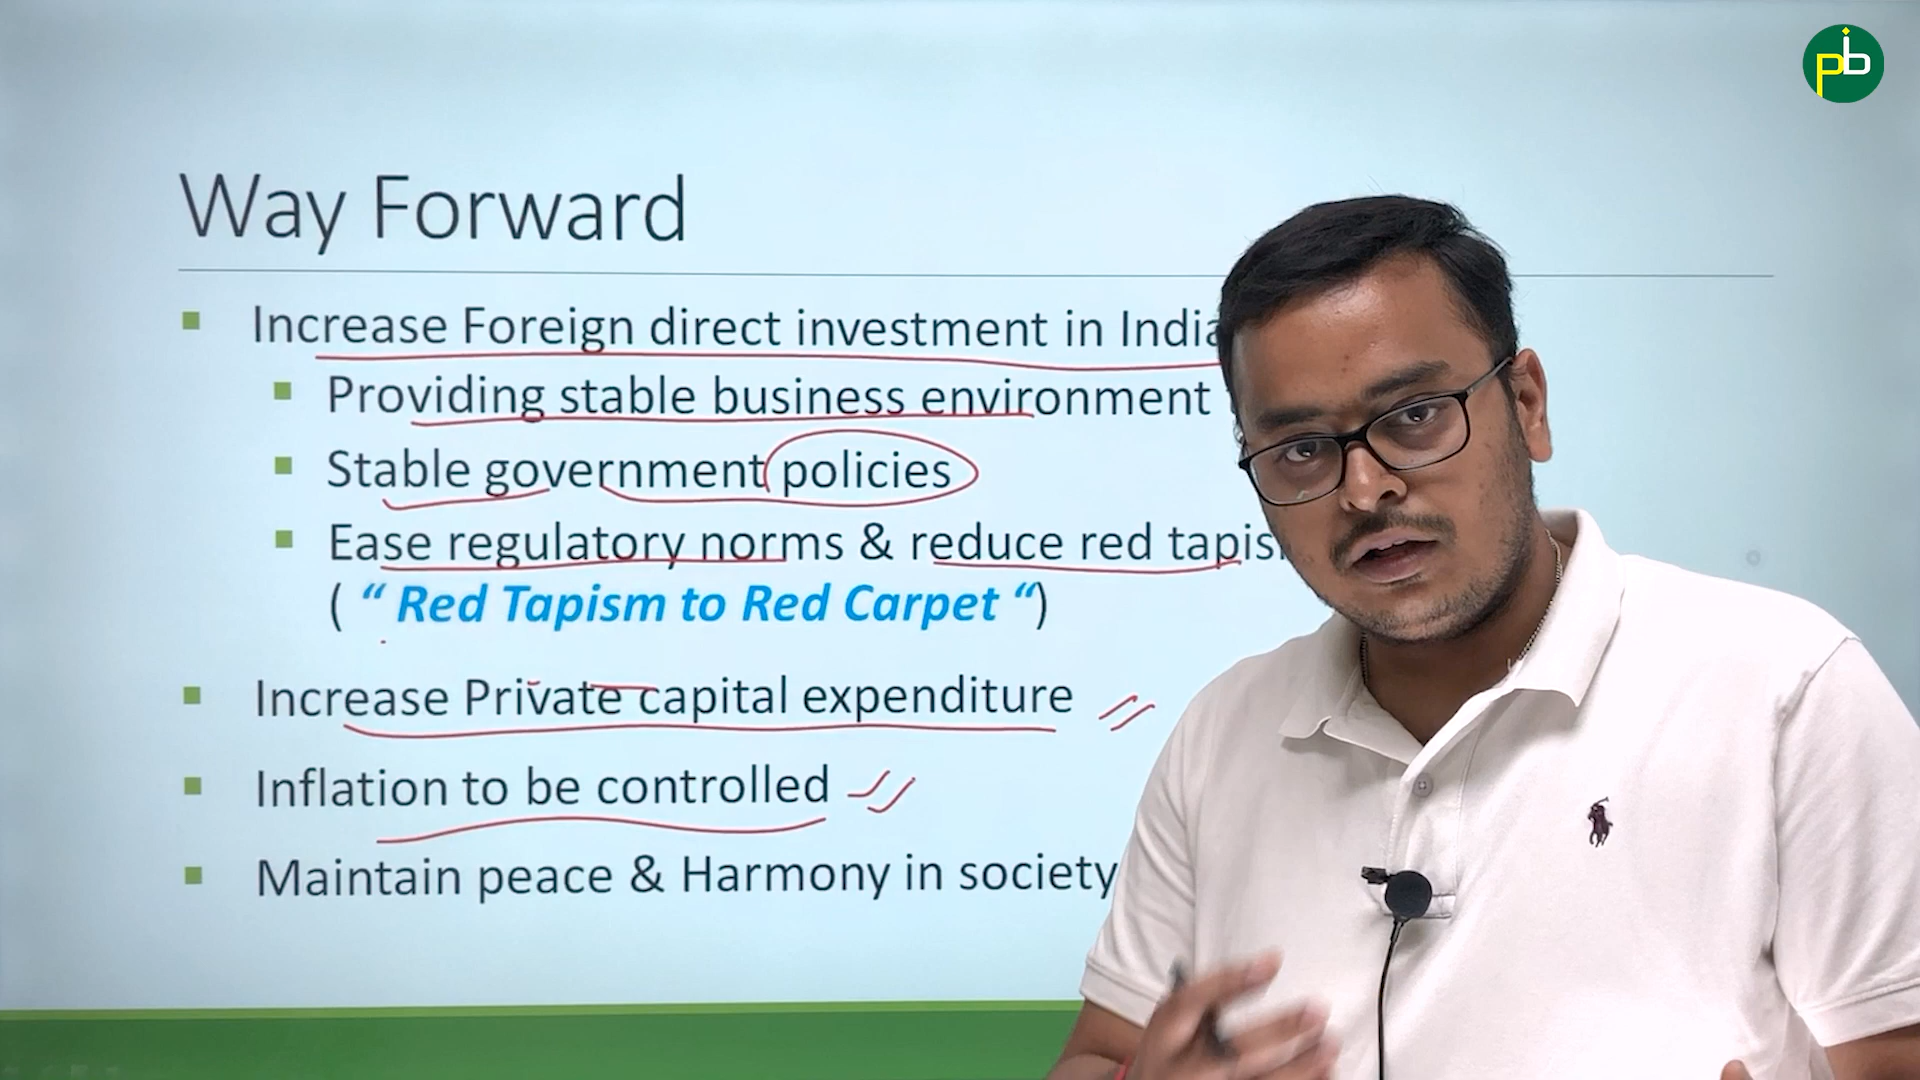 pib
Way Forward
Increase Foreign direct investment in India
Providing stable business environment
Stable government policies
Ease regulatory norms & reduce red
( “ Red Tapism to Red Carpet “)
Increase Private capital expenditure
Inflation to be controlled
Maintain peace & Harmony in society